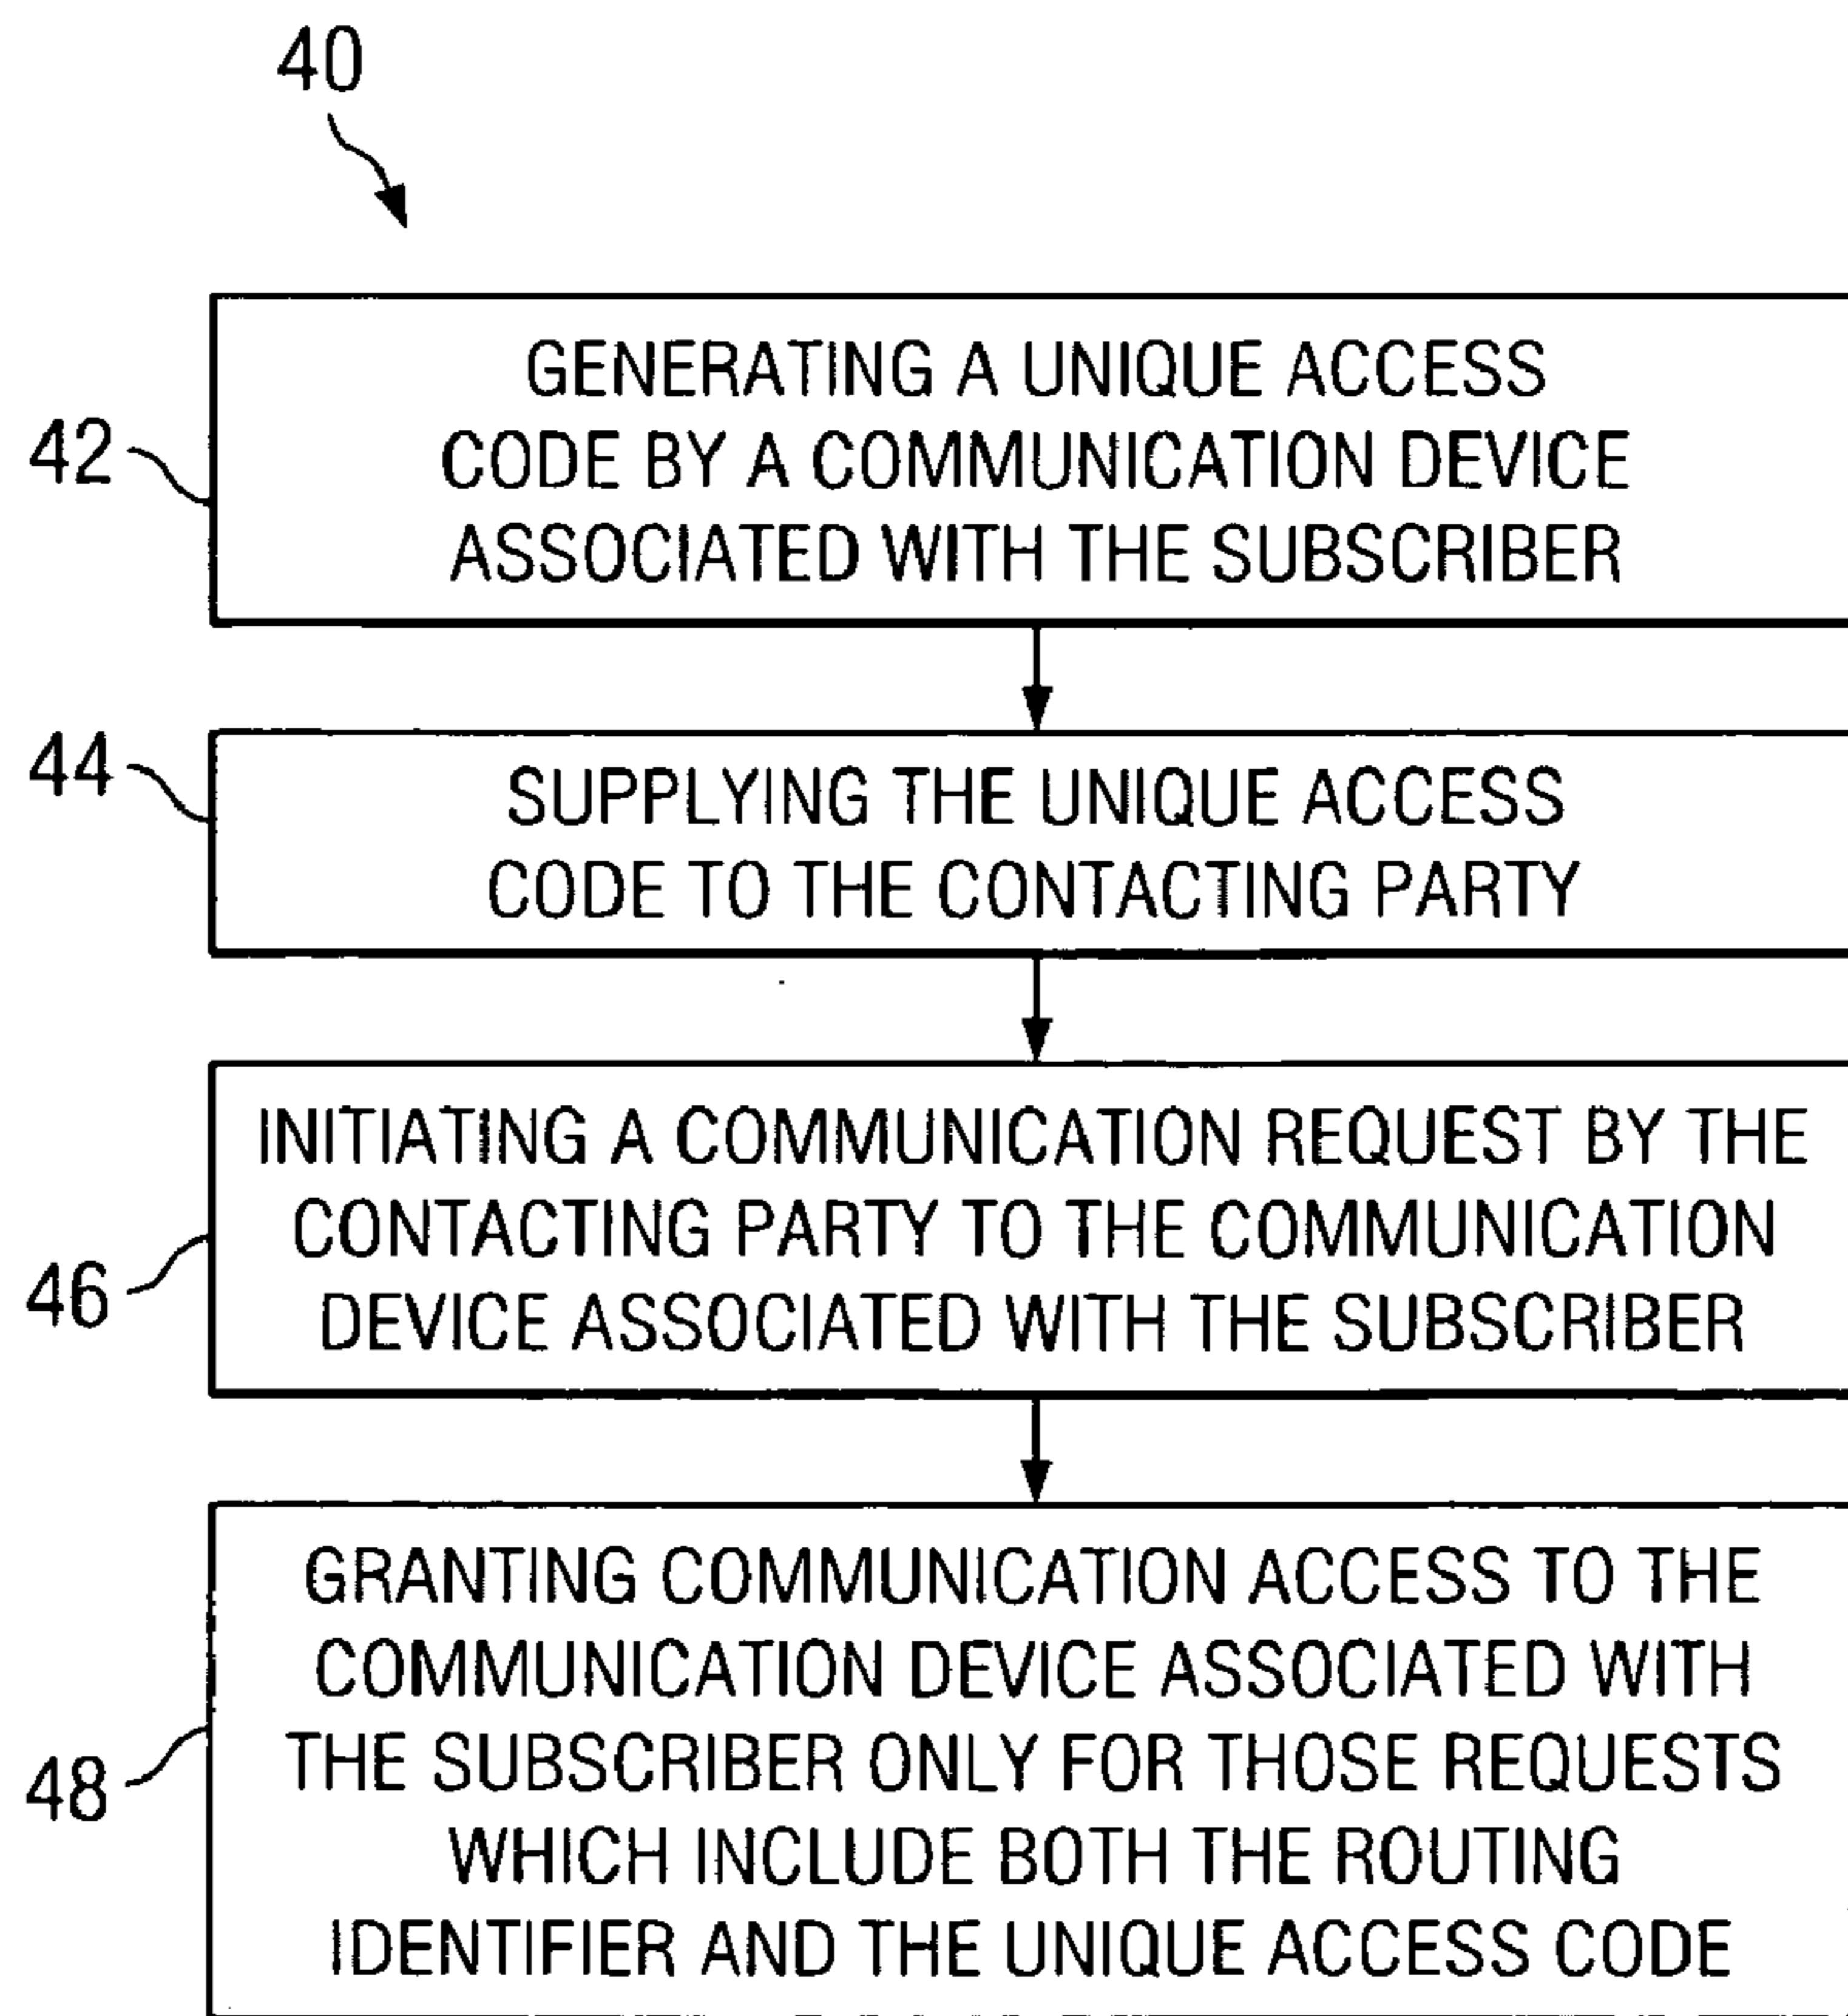 40
42
GENERATING A UNIQUE ACCESS
CODE BY A COMMUNICATION DEVICE
ASSOCIATED WITH THE SUBSCRIBER
44
SUPPLYING THE UNIQUE ACCESS
CODE TO THE CONTACTING PARTY
46
INITIATING A COMMUNICATION REQUEST BY THE
CONTACTING PARTY TO THE COMMUNICATION
DEVICE ASSOCIATED WITH THE SUBSCRIBER
48
GRANTING COMMUNICATION ACCESS TO THE
COMMUNICATION DEVICE ASSOCIATED WITH
THE SUBSCRIBER ONLY FOR THOSE REQUESTS
WHICH INCLUDE BOTH THE ROUTING
IDENTIFIER AND THE UNIQUE ACCESS CODE